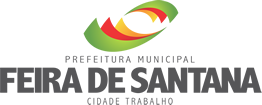 PREFEITURA MUNICIPAL
FEIRA DE SANTANA
CIDADE TRABALHO